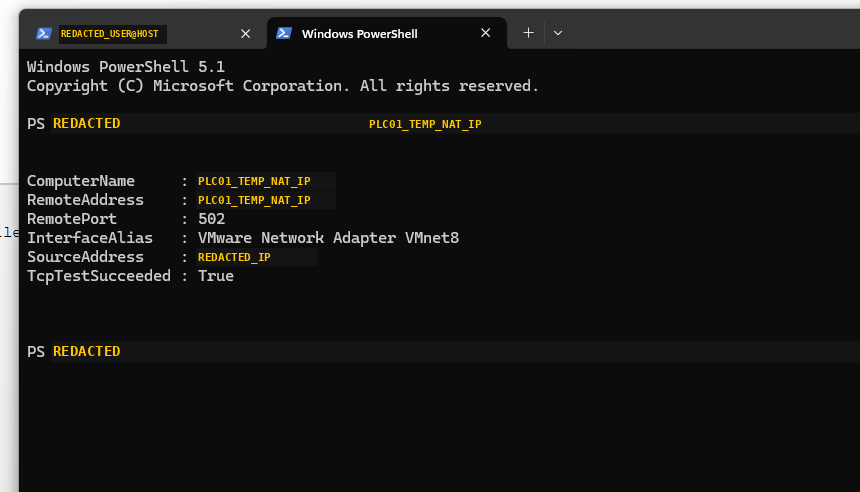 REDACTED_USER@HOST
Windows PowerShell
Windows PowerShell 5.1
Copyright (C) Microsoft Corporation. All rights reserved.
PS REDACTED PLC01_TEMP_NAT_IP
ComputerName : PLC01_TEMP_NAT_IP
RemoteAddress : PLC01_TEMP_NAT_IP
RemotePort : 502
InterfaceAlias : VMware Network Adapter VMnet8
SourceAddress : REDACTED_IP
TcpTestSucceeded : True
PS REDACTED